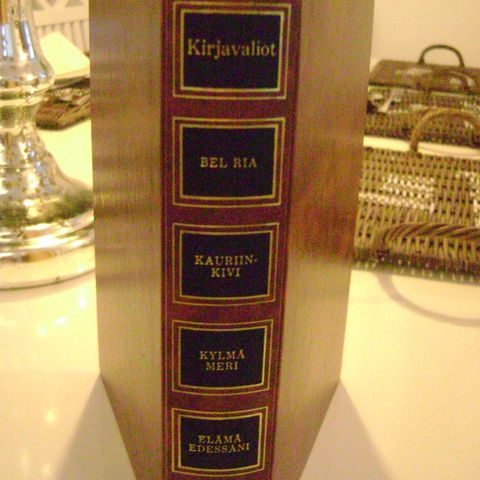 Kirjavaliot
BEL RIA
KAURIIN-
KIVI
KYLMÄ
MERI
ELÄMÄ
EDESSÄNI